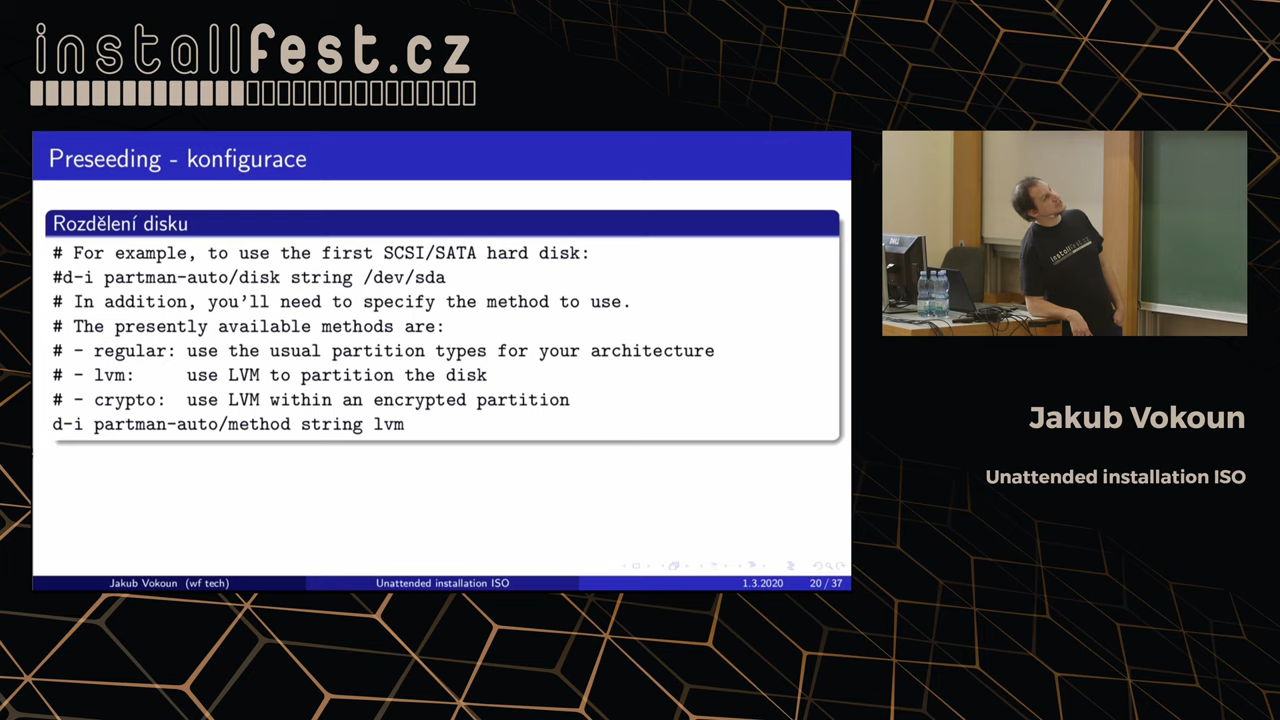 installfest.cz
Preseeding - konfigurace
Rozdělení disku
# For example, to use the first SCSI/SATA hard disk:
#d-i partman-auto/disk string /dev/sda
# In addition, you'll need to specify the method to use.
# The presently available methods are:
# - regular: use the usual partition types for your architecture
# - lvm: use LVM to partition the disk
# - crypto: use LVM within an encrypted partition
d-i partman-auto/method string lvm
Jakub Vokoun (wf tech)
Unattended installation ISO
1.3.2020
20 / 37
installfest.cz
Jakub Vokoun
Unattended installation ISO